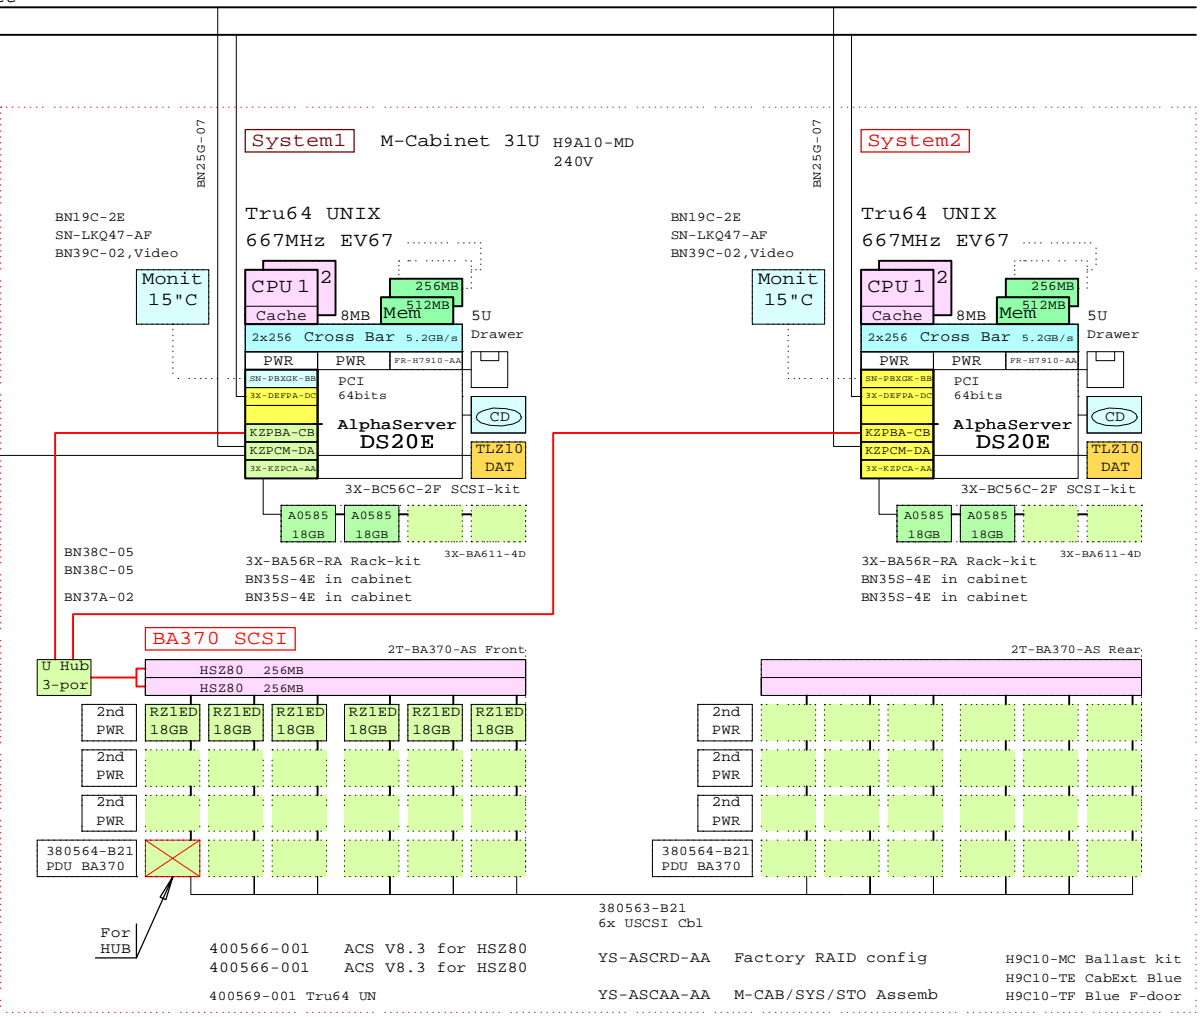 BN25G-07
System1
M-Cabinet 31U H9A10-MD
240V
BN25G-07
System2
BN19C-2E
SN-LKQ47-AF
BN39C-02,Video
Tru64 UNIX
667MHz EV67
Monit
15"C
CPU 1
2
Cache
8MB
256MB
512MB
Mem
5U
Drawer
2x256 Cross Bar 5.2GB/s
PWR
PWR
FR-H7910-AA
SN-PBXGK-BB
3X-DEFPA-DC
PCI
64bits
KZPBA-CB
KZPCM-DA
3X-KZPCA-AA
AlphaServer
DS20E
CD
TLZ10
DAT
3X-BC56C-2F SCSI-kit
A0585
18GB
A0585
18GB
3X-BA611-4D
3X-BA56R-RA Rack-kit
BN35S-4E in cabinet
BN35S-4E in cabinet
BN19C-2E
SN-LKQ47-AF
BN39C-02,Video
Tru64 UNIX
667MHz EV67
Monit
15"C
CPU 1
2
Cache
8MB
256MB
512MB
Mem
5U
Drawer
2x256 Cross Bar 5.2GB/s
PWR
PWR
FR-H7910-AA
SN-PBXGK-BB
3X-DEFPA-DC
PCI
64bits
KZPBA-CB
KZPCM-DA
3X-KZPCA-AA
AlphaServer
DS20E
CD
TLZ10
DAT
3X-BC56C-2F SCSI-kit
A0585
18GB
A0585
18GB
3X-BA611-4D
3X-BA56R-RA Rack-kit
BN35S-4E in cabinet
BN35S-4E in cabinet
BN38C-05
BN38C-05
BN37A-02
BA370 SCSI
2T-BA370-AS Front
U Hub
3-por
HSZ80 256MB
HSZ80 256MB
2nd
PWR
RZ1ED
18GB
RZ1ED
18GB
RZ1ED
18GB
RZ1ED
18GB
RZ1ED
18GB
RZ1ED
18GB
2nd
PWR
2nd
PWR
380564-B21
PDU BA370
For
HUB
2T-BA370-AS Rear
2nd
PWR
2nd
PWR
2nd
PWR
380564-B21
PDU BA370
380563-B21
6x USCSI Cbl
400566-001 ACS V8.3 for HSZ80
400566-001 ACS V8.3 for HSZ80
400569-001 Tru64 UN
YS-ASCRD-AA Factory RAID config
YS-ASCAA-AA M-CAB/SYS/STO Assemb
H9C10-MC Ballast kit
H9C10-TE CabExt Blue
H9C10-TF Blue F-door